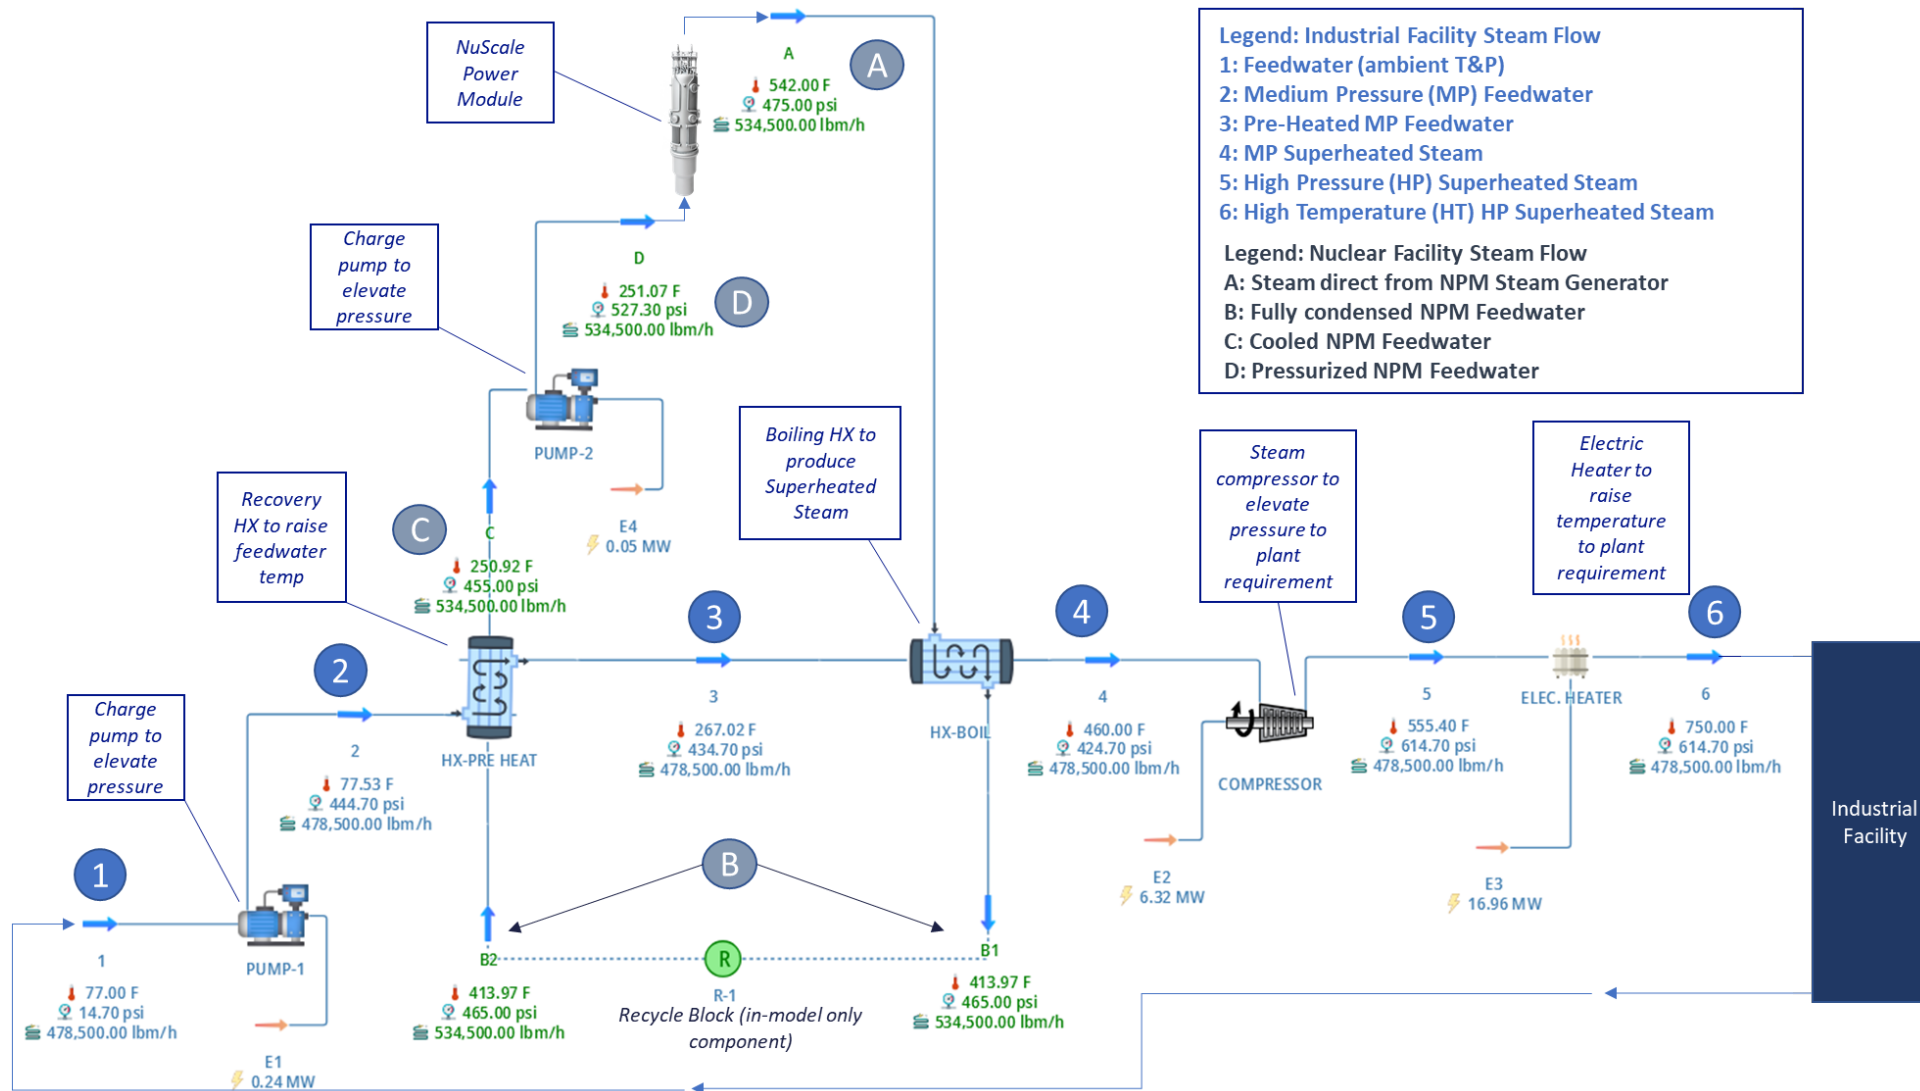 NuScale
Power
Module
A
542.00 F
475.00 psi
534,500.00 lbm/h
A
Legend: Industrial Facility Steam Flow
1: Feedwater (ambient T&P)
2: Medium Pressure (MP) Feedwater
3: Pre-Heated MP Feedwater
4: MP Superheated Steam
5: High Pressure (HP) Superheated Steam
6: High Temperature (HT) HP Superheated Steam
Legend: Nuclear Facility Steam Flow
A: Steam direct from NPM Steam Generator
B: Fully condensed NPM Feedwater
C: Cooled NPM Feedwater
D: Pressurized NPM Feedwater
Charge
pump to
elevate
pressure
D
251.07 F
527.30 psi
534,500.00 lbm/h
D
PUMP-2
E4
0.05 MW
Boiling HX to
produce
Superheated
Steam
Steam
compressor to
elevate
pressure to
plant
requirement
Electric
Heater to
raise
temperature
to plant
requirement
Recovery
HX to raise
feedwater
temp
C
C
250.92 F
455.00 psi
534,500.00 lbm/h
2
3
4
5
6
Charge
pump to
elevate
pressure
2
77.53 F
444.70 psi
478,500.00 lbm/h
HX-PRE HEAT
3
267.02 F
434.70 psi
478,500.00 lbm/h
HX-BOIL
4
460.00 F
424.70 psi
478,500.00 lbm/h
COMPRESSOR
5
555.40 F
614.70 psi
478,500.00 lbm/h
ELEC. HEATER
6
750.00 F
614.70 psi
478,500.00 lbm/h
Industrial
Facility
1
1
77.00 F
14.70 psi
478,500.00 lbm/h
PUMP-1
E1
0.24 MW
B
B2
413.97 F
465.00 psi
534,500.00 lbm/h
R
R-1
Recycle Block (in-model only
component)
B1
413.97 F
465.00 psi
534,500.00 lbm/h
E2
6.32 MW
E3
16.96 MW